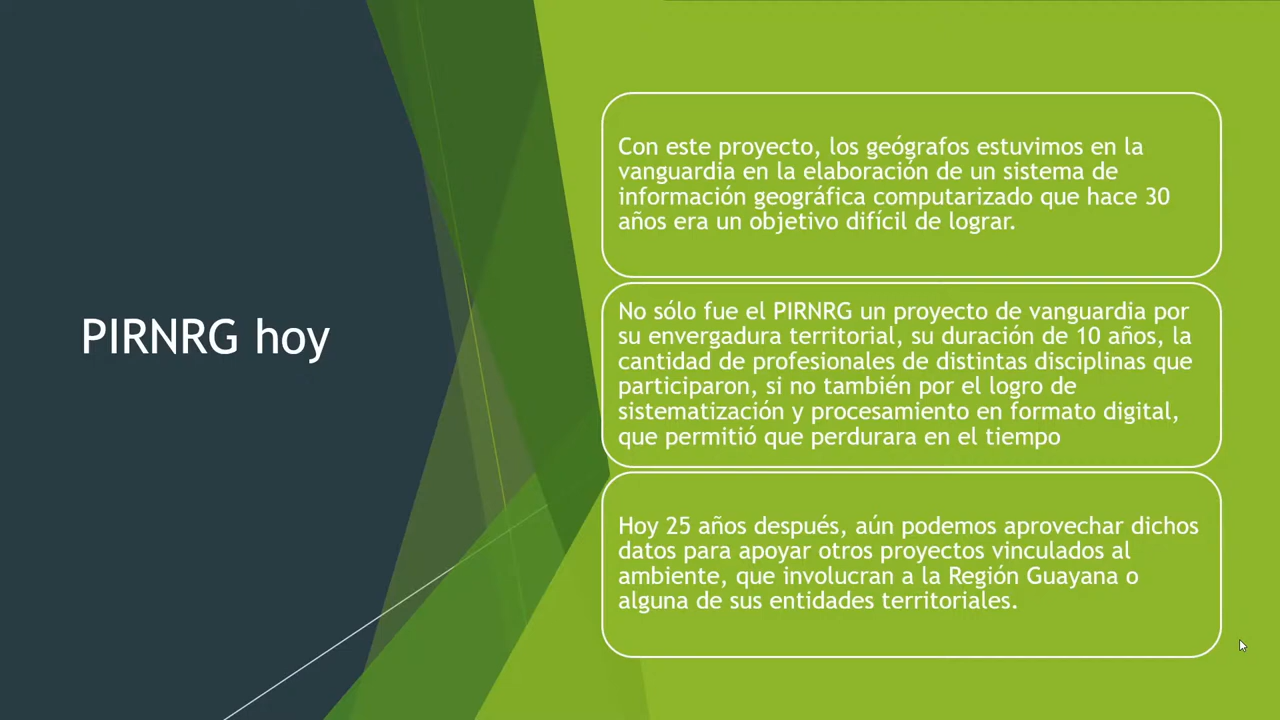 PIRNRG hoy
Con este proyecto, los geógrafos estuvimos en la
vanguardia en la elaboración de un sistema de
información geográfica computarizado que hace 30
años era un objetivo difícil de lograr.
No sólo fue el PIRNRG un proyecto de vanguardia por
su envergadura territorial, su duración de 10 años, la
cantidad de profesionales de distintas disciplinas que
participaron, si no también por el logro de
sistematización y procesamiento en formato digital,
que permitió que perdurara en el tiempo
Hoy 25 años después, aún podemos aprovechar dichos
datos para apoyar otros proyectos vinculados al
ambiente, que involucran a la Región Guayana o
alguna de sus entidades territoriales.